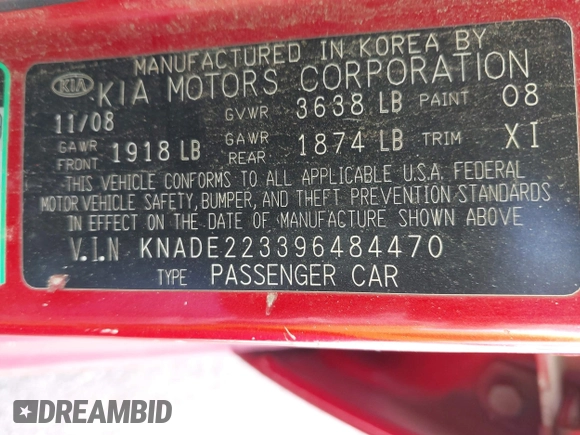 MANUFACTURED IN KOREA BY
KIA KIA MOTORS CORPORATION
11/08 GVWR 3638 LB PAINT 08
GAWR FRONT 1918 LB GAWR REAR 1874 LB TRIM XI
THIS VEHICLE CONFORMS TO ALL APPLICABLE U.S.A. FEDERAL
MOTOR VEHICLE SAFETY, BUMPER, AND THEFT PREVENTION STANDARDS
IN EFFECT ON THE DATE OF MANUFACTURE SHOWN ABOVE
V.I.N KNADE223396484470
TYPE PASSENGER CAR
DREAMBID